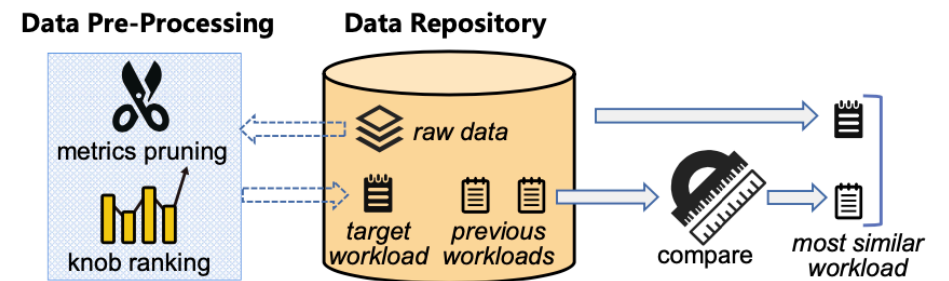 Data Pre-Processing
Data Repository
metrics pruning
knob ranking
raw data
target
workload
previous
workloads
compare
most similar
workload